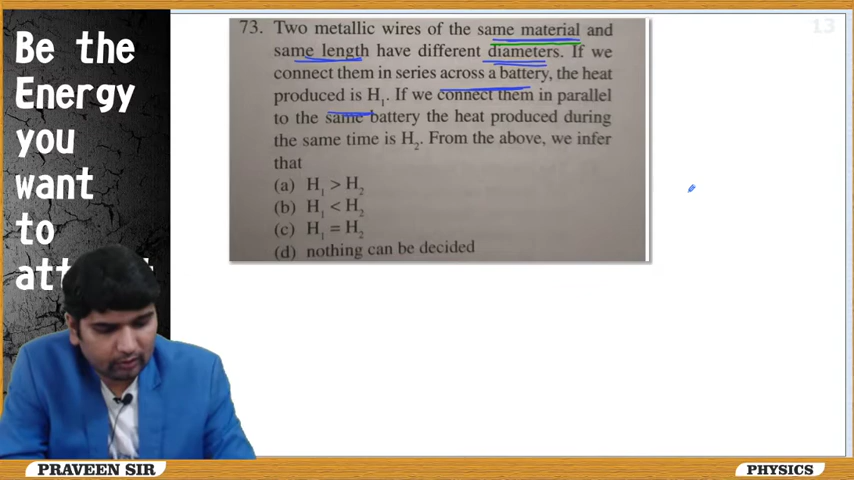 Be the
Energy
you
want
to
att
73. Two metallic wires of the same material and
same length have different diameters. If we
connect them in series across a battery, the heat
produced is H₁. If we connect them in parallel
to the same battery the heat produced during
the same time is H₂. From the above, we infer
that
(a) H₁ > H₂
(b) H₁ < H₂
(c) H₁ = H₂
(d) nothing can be decided
13
PRAVEEN SIR
PHYSICS